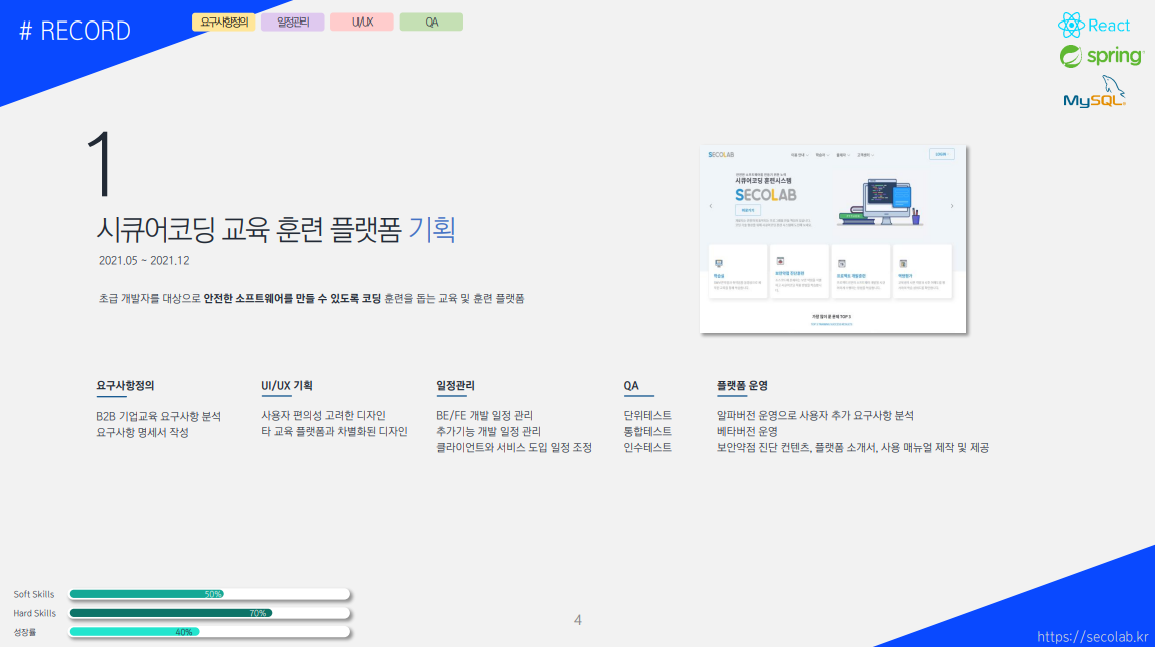 # RECORD
요구사항정의
일정관리
UI/UX
QA
React
spring
MySQL
1
시큐어코딩 교육 훈련 플랫폼 기획
2021.05 ~ 2021.12
초급 개발자를 대상으로 안전한 소프트웨어를 만들 수 있도록 코딩 훈련을 돕는 교육 및 훈련 플랫폼
SECOLAB
시큐어코딩 훈련시스템
SECOLAB
가장 많이 푼 문제 TOP 3
요구사항정의
B2B 기업교육 요구사항 분석
요구사항 명세서 작성
UI/UX 기획
사용자 편의성 고려한 디자인
타 교육 플랫폼과 차별화된 디자인
일정관리
BE/FE 개발 일정 관리
추가기능 개발 일정 관리
클라이언트와 서비스 도입 일정 조정
QA
단위테스트
통합테스트
인수테스트
플랫폼 운영
알파버전 운영으로 사용자 추가 요구사항 분석
베타버전 운영
보안약점 진단 컨텐츠, 플랫폼 소개서, 사용 매뉴얼 제작 및 제공
Soft Skills
50%
Hard Skills
70%
성장률
40%
4
https://secolab.kr